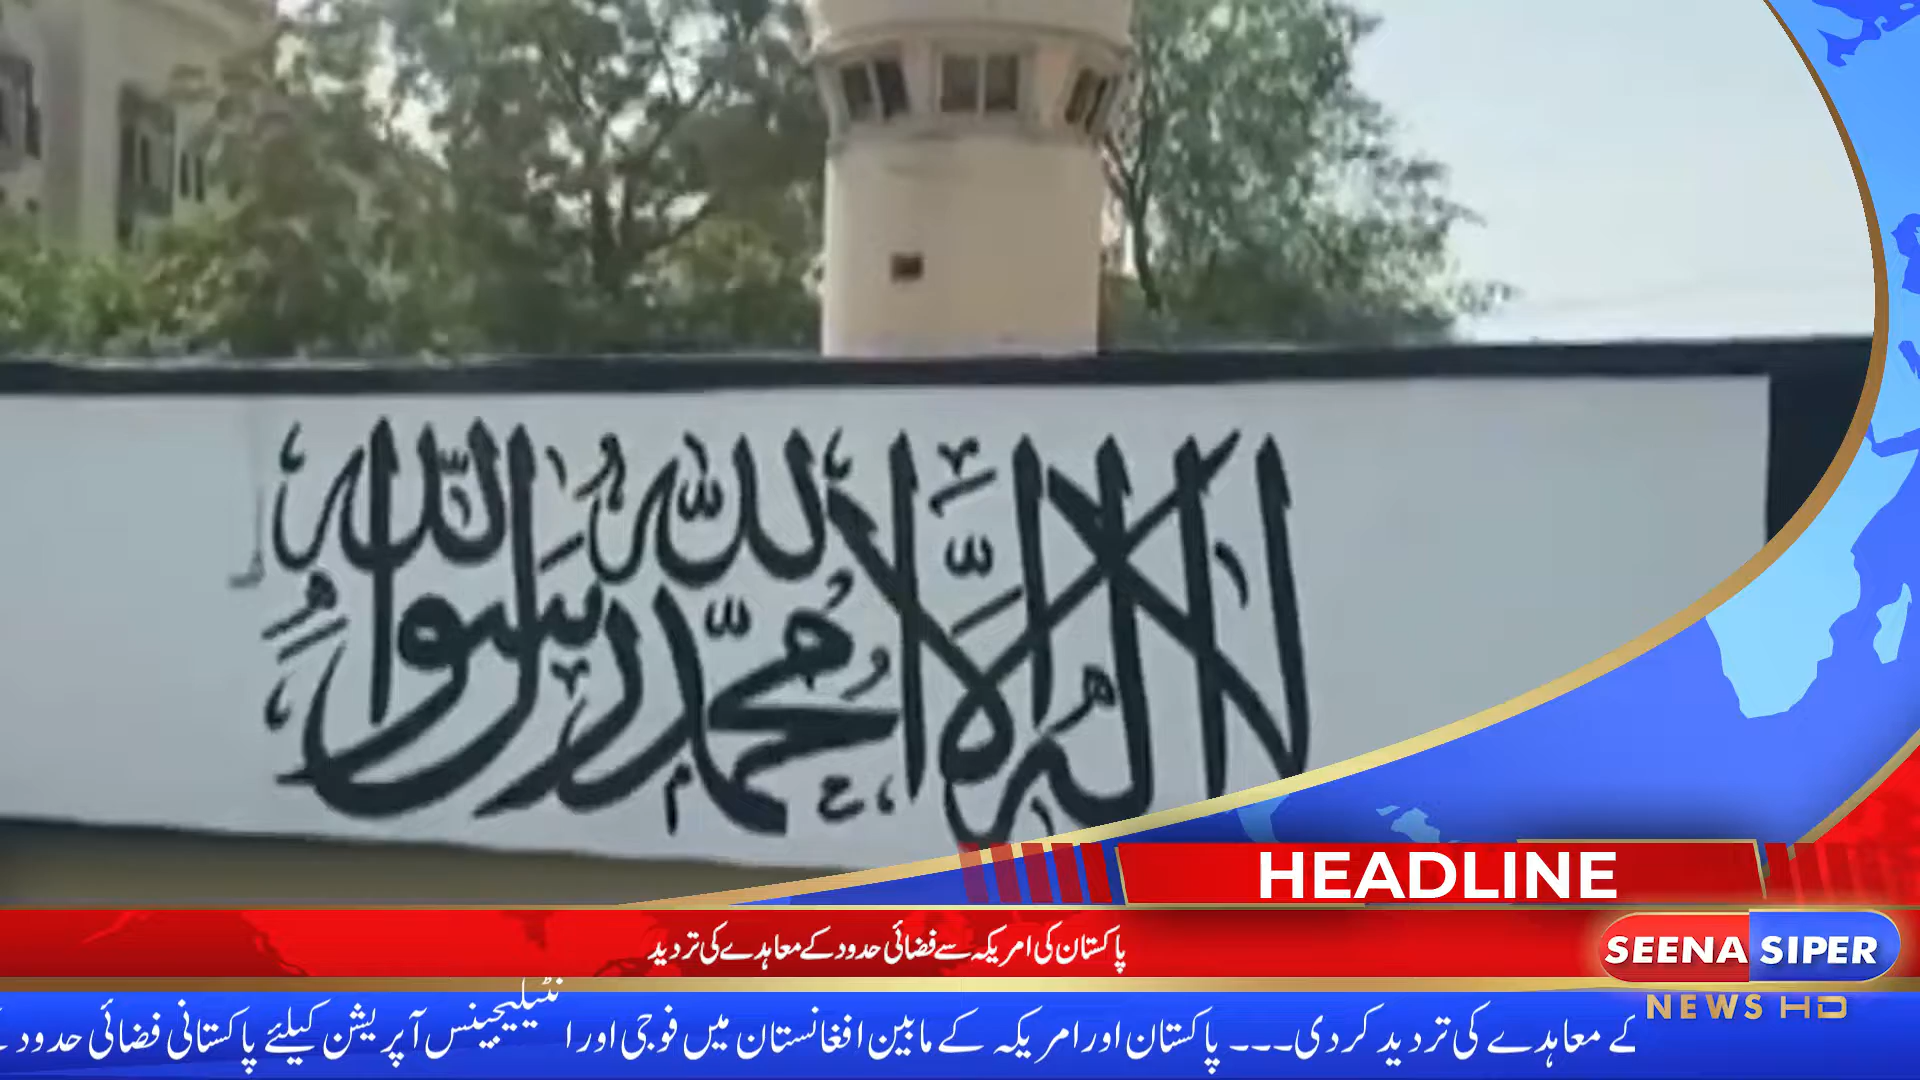 لا إله إلا الله محمد رسول الله
HEADLINE
پاکستان کی امریکہ سے فضائی حدود کے معاہدے کی تردید
SEENA SIPER
NEWS HD
کے معاہدے کی تردید کردی۔۔۔ پاکستان اور امریکہ کے مابین افغانستان میں فوجی اور ا نٹیلیجینس آپریشن کیلئے پاکستانی فضائی حدود